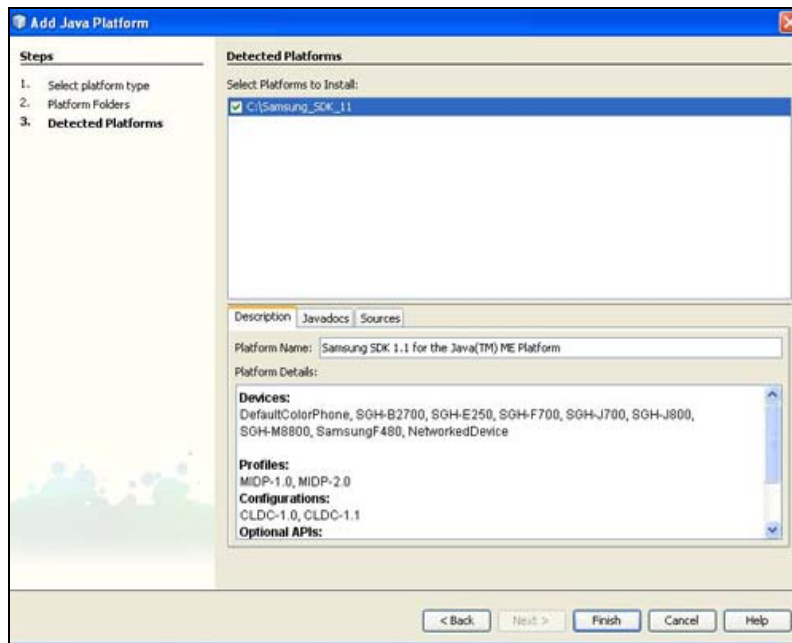 Add Java Platform
Steps
1. Select platform type
2. Platform Folders
3. Detected Platforms
Detected Platforms
Select Platforms to Install:
C:\Samsung_SDK_11
Description Javadocs Sources
Platform Name: Samsung SDK 1.1 for the Java(TM) ME Platform
Platform Details:
Devices:
DefaultColorPhone, SGH-B2700, SGH-E250, SGH-F700, SGH-J700, SGH-J800,
SGH-M8800, SamsungF480, NetworkedDevice
Profiles:
MIDP-1.0, MIDP-2.0
Configurations:
CLDC-1.0, CLDC-1.1
Optional APIs:
< Back Next > Finish Cancel Help